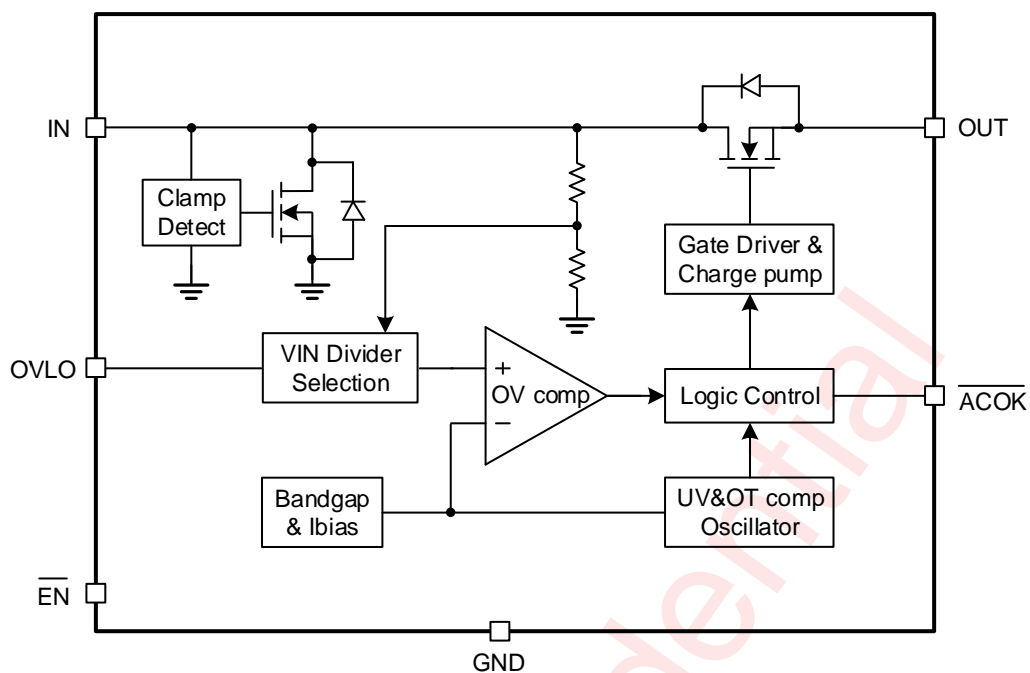 IN
OUT
Clamp
Detect
Gate Driver &
Charge pump
OVLO
VIN Divider
Selection
+
OV comp
−
Logic Control
ACOK
Bandgap
& Ibias
UV&OT comp
Oscillator
EN
GND